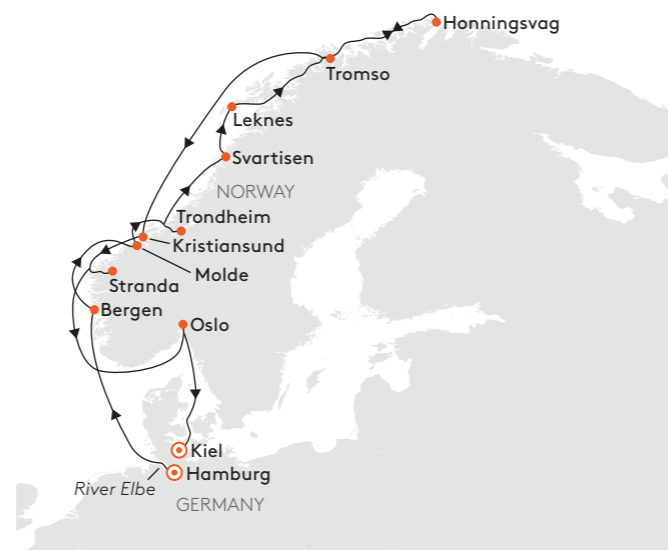 Honningsvag
Tromso
Leknes
Svartisen
NORWAY
Trondheim
Kristiansund
Molde
Stranda
Bergen
Oslo
Kiel
Hamburg
River Elbe
GERMANY